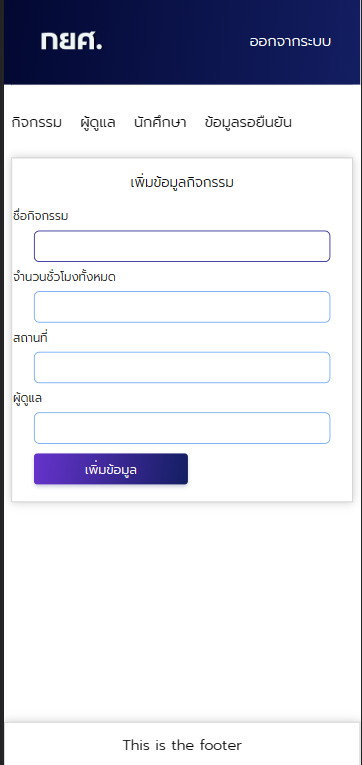 กยศ. ออกจากระบบ
กิจกรรม ผู้ดูแล นักศึกษา ข้อมูลรอยืนยัน
เพิ่มข้อมูลกิจกรรม
ชื่อกิจกรรม
จำนวนชั่วโมงทั้งหมด
สถานที่
ผู้ดูแล
เพิ่มข้อมูล
This is the footer